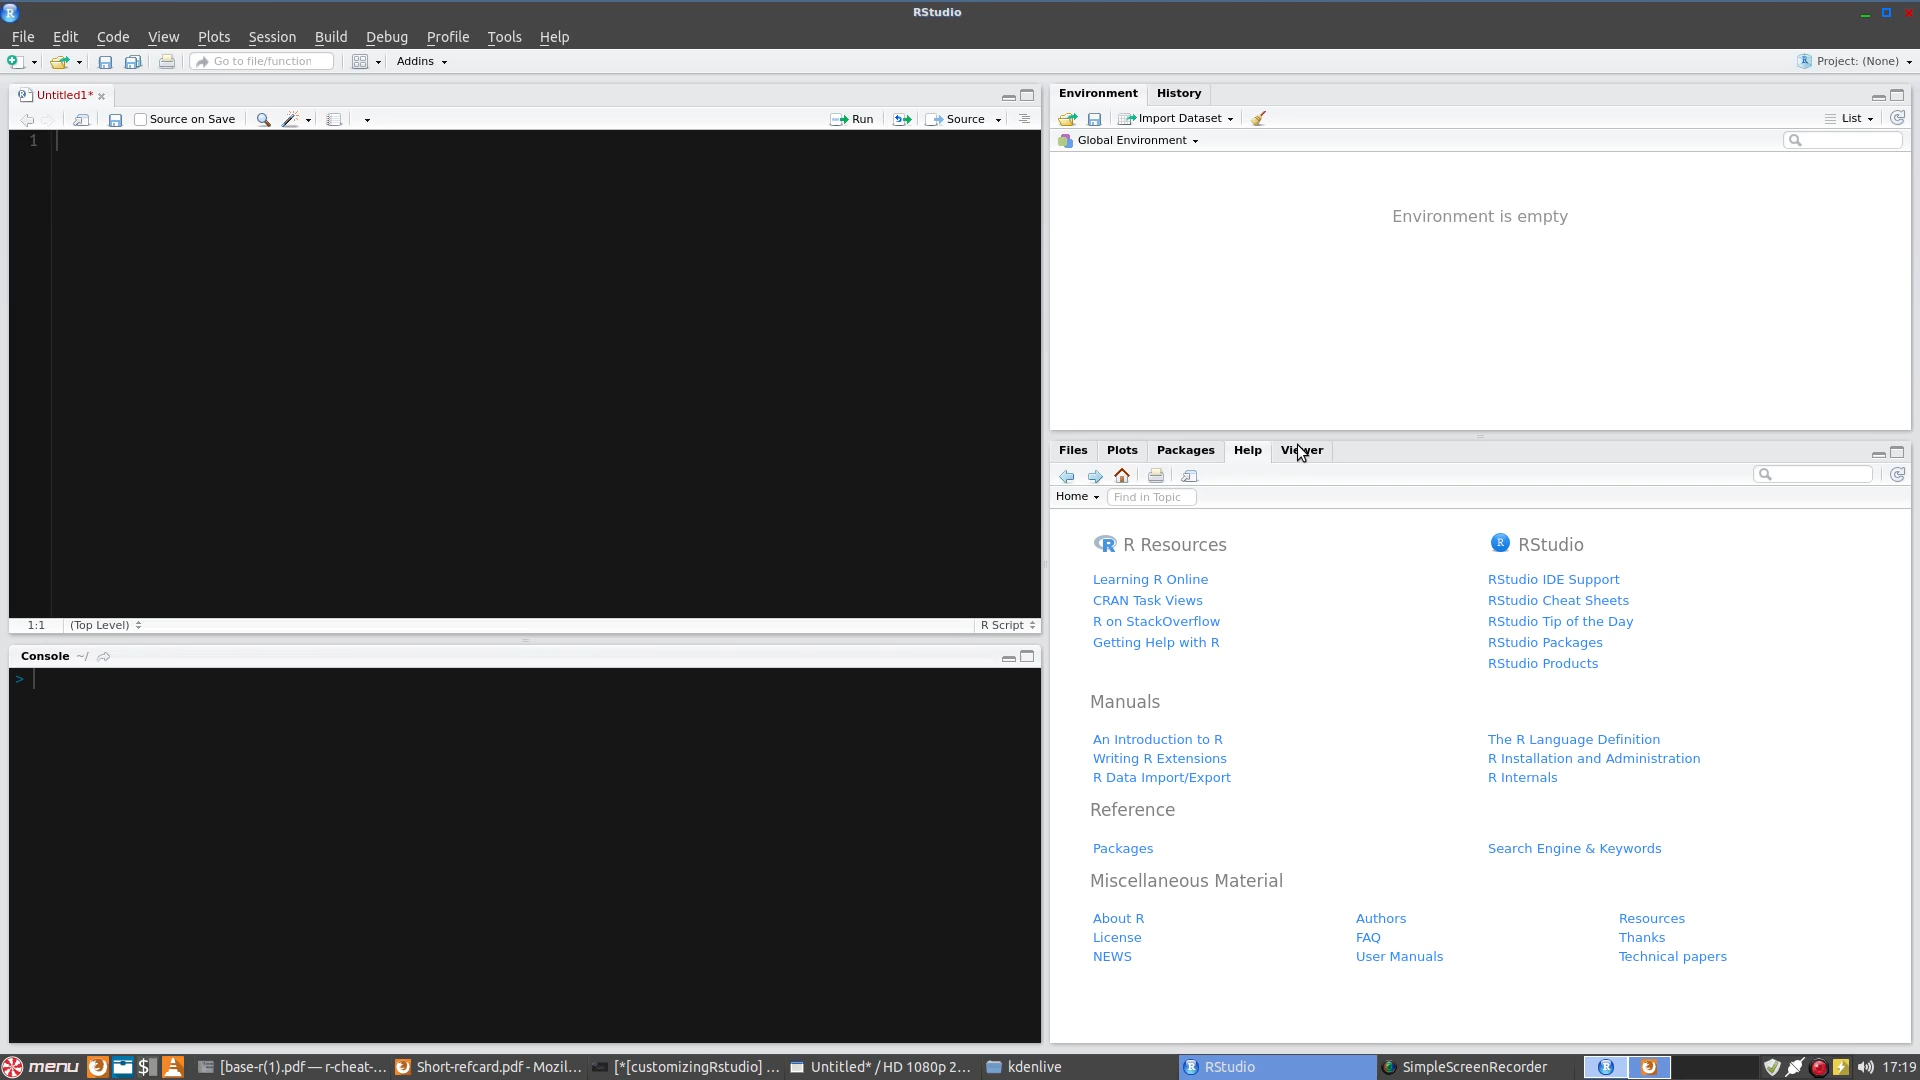 RStudio
File Edit Code View Plots Session Build Debug Profile Tools Help
Go to file/function Addins Project: (None)
Untitled1*
Source on Save Run Source
1
1:1 (Top Level) R Script
Console ~/
>
Environment History
Import Dataset List
Global Environment
Environment is empty
Files Plots Packages Help Viewer
Home Find in Topic
R Resources
Learning R Online
CRAN Task Views
R on StackOverflow
Getting Help with R
RStudio
RStudio IDE Support
RStudio Cheat Sheets
RStudio Tip of the Day
RStudio Packages
RStudio Products
Manuals
An Introduction to R The R Language Definition
Writing R Extensions R Installation and Administration
R Data Import/Export R Internals
Reference
Packages Search Engine & Keywords
Miscellaneous Material
About R Authors Resources
License FAQ Thanks
NEWS User Manuals Technical papers
menu [base-r(1).pdf — r-cheat-... Short-refcard.pdf - Mozil... [*[customizingRstudio] ... Untitled* / HD 1080p 2... kdenlive RStudio SimpleScreenRecorder 17:19